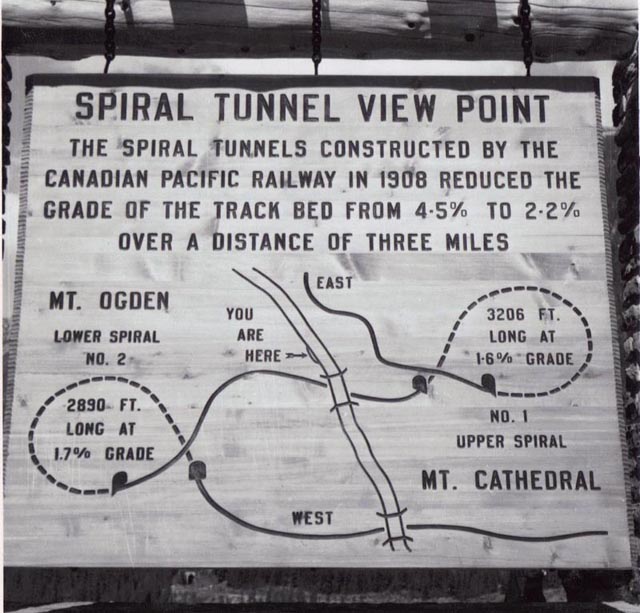 SPIRAL TUNNEL VIEW POINT
THE SPIRAL TUNNELS CONSTRUCTED BY THE
CANADIAN PACIFIC RAILWAY IN 1908 REDUCED THE
GRADE OF THE TRACK BED FROM 4·5% TO 2·2%
OVER A DISTANCE OF THREE MILES
MT. OGDEN
LOWER SPIRAL
NO. 2
2890 FT.
LONG AT
1.7% GRADE
YOU
ARE
HERE
EAST
3206 FT.
LONG AT
1·6% GRADE
NO. 1
UPPER SPIRAL
MT. CATHEDRAL
WEST